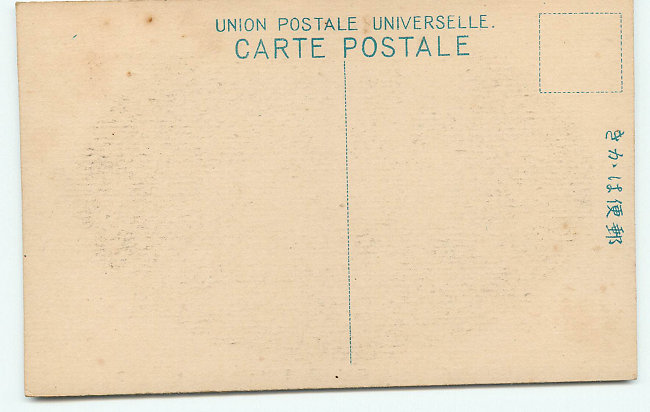 UNION POSTALE UNIVERSELLE.
CARTE POSTALE
きかは便郵